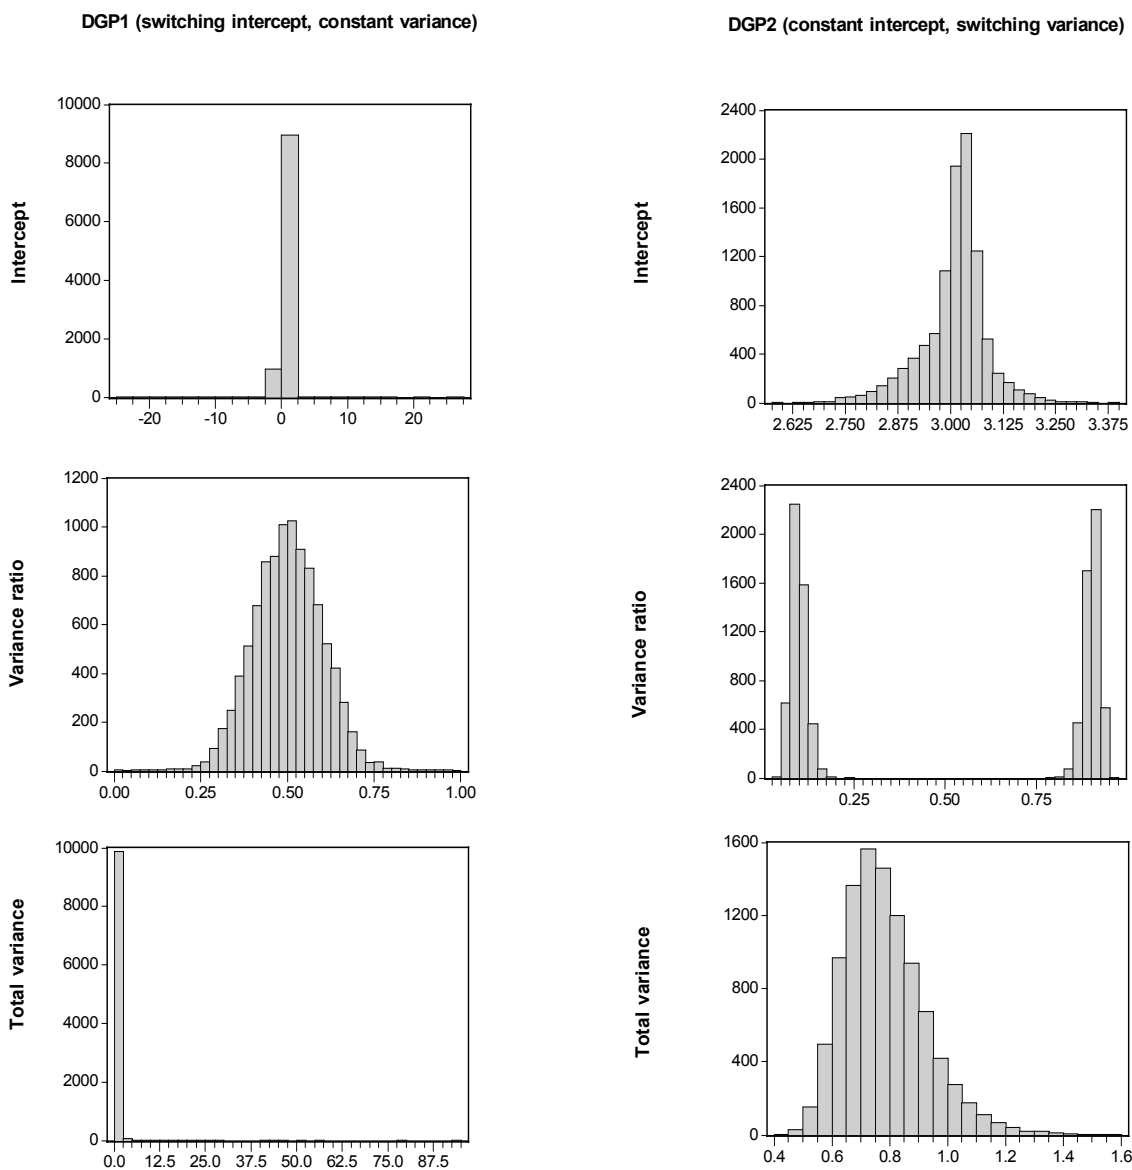 DGP1 (switching intercept, constant variance)
DGP2 (constant intercept, switching variance)
Intercept
10000
8000
6000
4000
2000
0
-20 -10 0 10 20
Intercept
2400
2000
1600
1200
800
400
0
2.625 2.750 2.875 3.000 3.125 3.250 3.375
Variance ratio
1200
1000
800
600
400
200
0
0.00 0.25 0.50 0.75 1.00
Variance ratio
2400
2000
1600
1200
800
400
0
0.25 0.50 0.75
Total variance
10000
8000
6000
4000
2000
0
0.0 12.5 25.0 37.5 50.0 62.5 75.0 87.5
Total variance
1600
1200
800
400
0
0.4 0.6 0.8 1.0 1.2 1.4 1.6